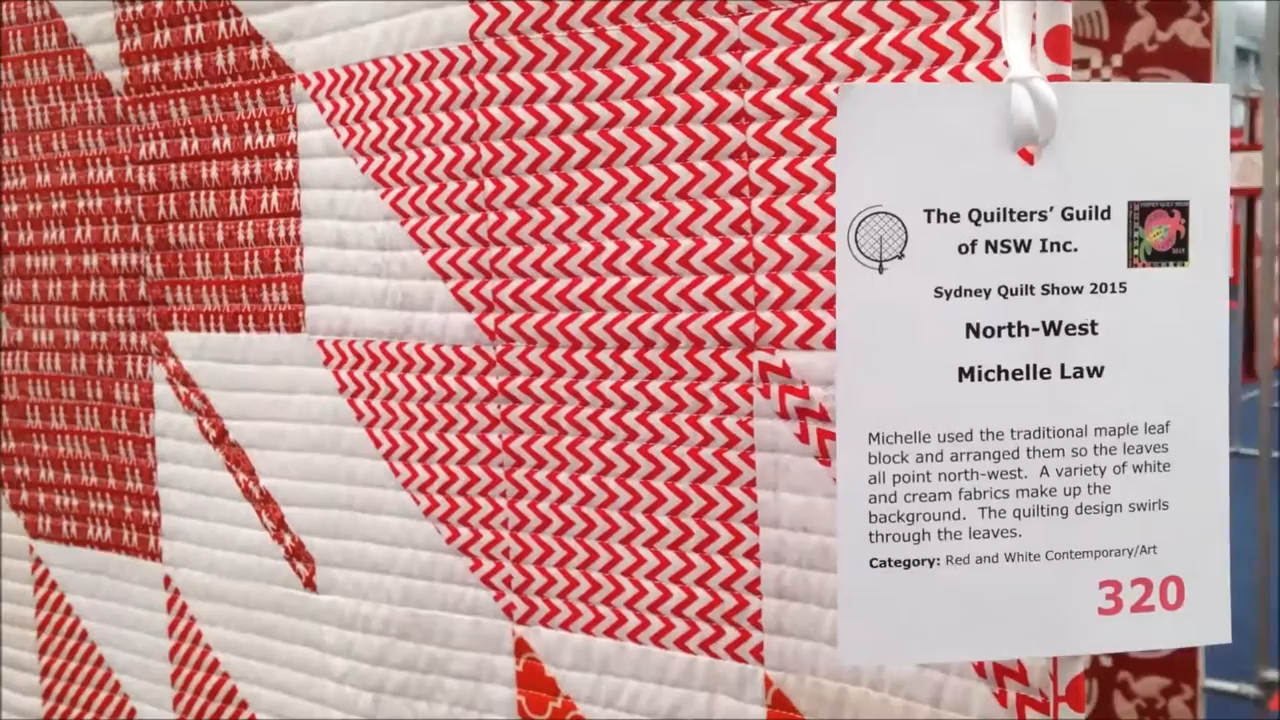 The Quilters' Guild
of NSW Inc.
Sydney Quilt Show 2015
North-West
Michelle Law
Michelle used the traditional maple leaf
block and arranged them so the leaves
all point north-west. A variety of white
and cream fabrics make up the
background. The quilting design swirls
through the leaves.
Category: Red and White Contemporary/Art
320